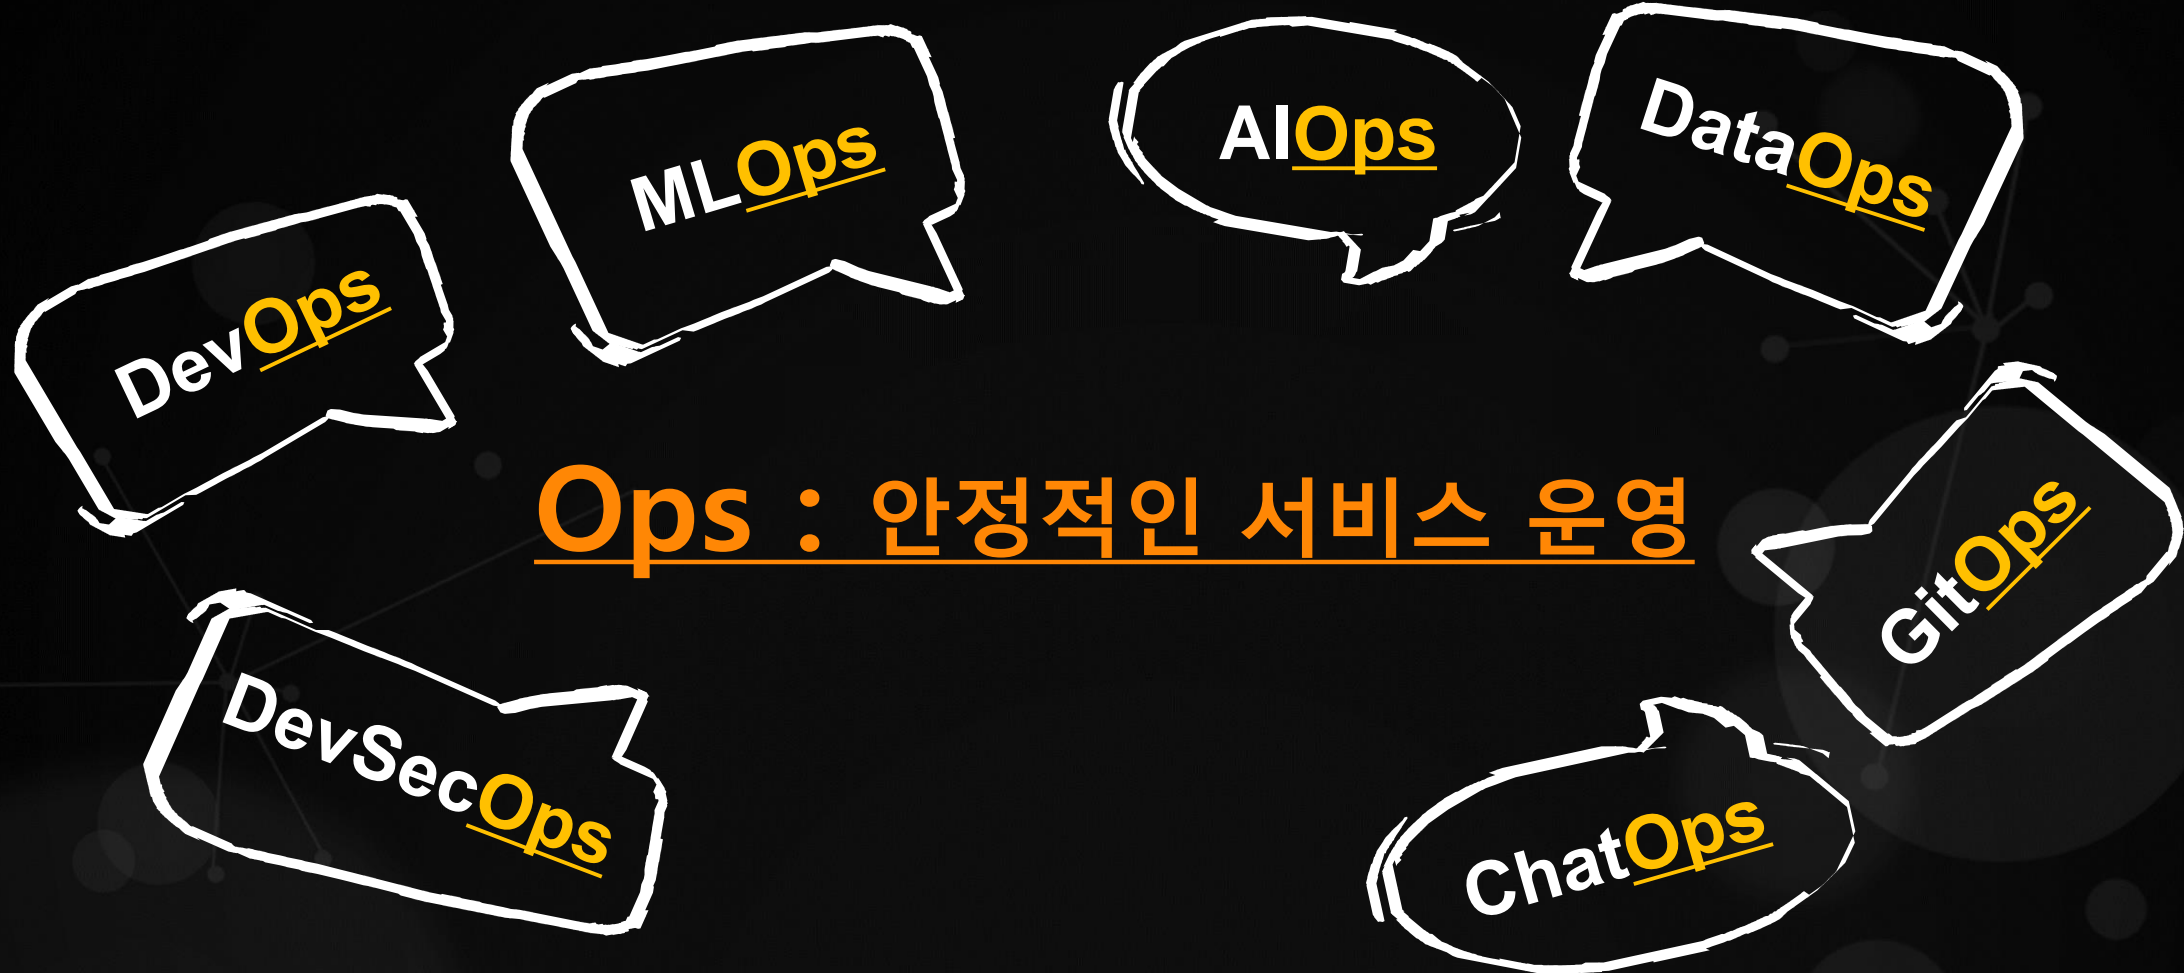 MLOps
AIOps
DataOps
DevOps
Ops : 안정적인 서비스 운영
GitOps
DevSecOps
ChatOps